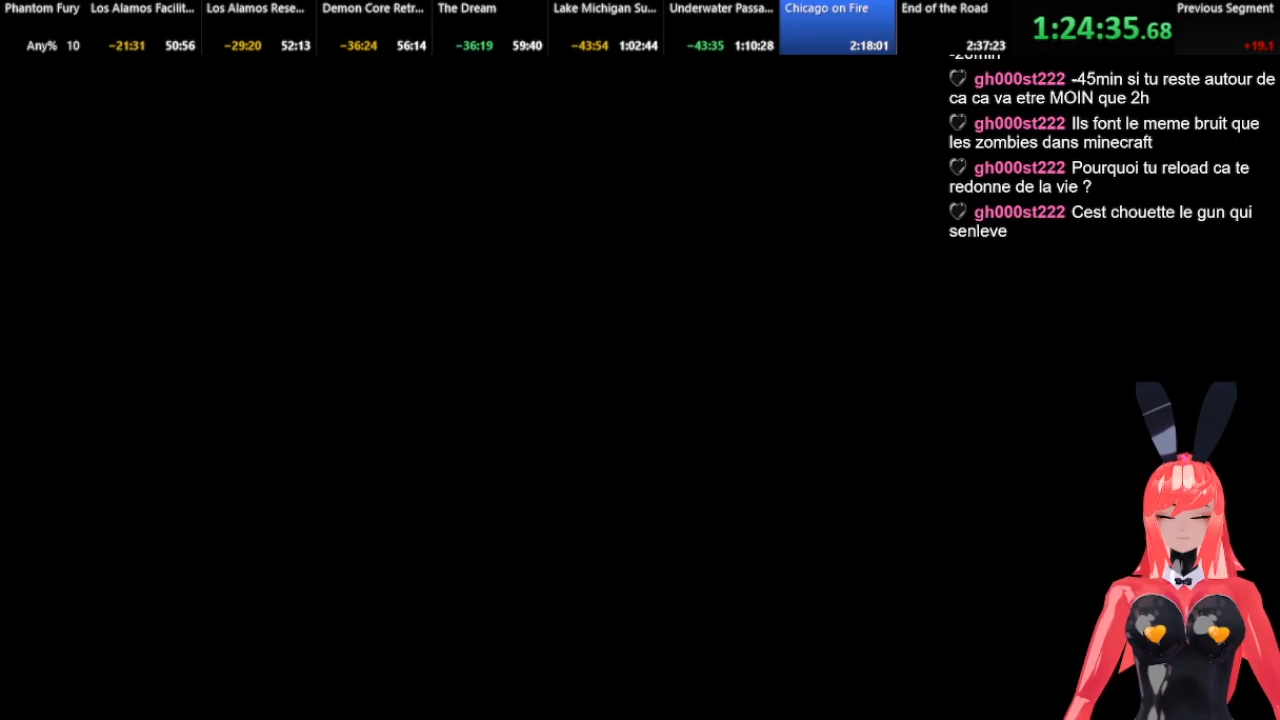 Phantom Fury
Any% 10
Los Alamos Facilit...
−21:31 50:56
Los Alamos Rese...
−29:20 52:13
Demon Core Retr...
−36:24 56:14
The Dream
−36:19 59:40
Lake Michigan Su...
−43:54 1:02:44
Underwater Passa...
−43:35 1:10:28
Chicago on Fire
2:18:01
End of the Road
2:37:23
1:24:35.68
Previous Segment
+19.1
gh000st222 -45min si tu reste autour de
ca ca va etre MOIN que 2h
gh000st222 Ils font le meme bruit que
les zombies dans minecraft
gh000st222 Pourquoi tu reload ca te
redonne de la vie ?
gh000st222 Cest chouette le gun qui
senleve